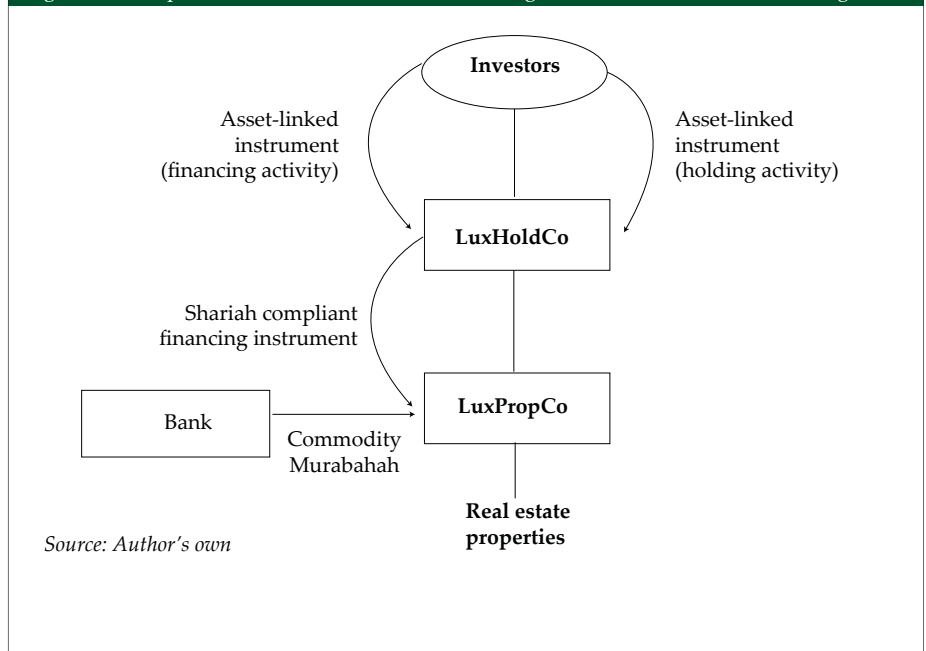 Investors
Asset-linked
instrument
(financing activity)
Asset-linked
instrument
(holding activity)
LuxHoldCo
Shariah compliant
financing instrument
LuxPropCo
Bank
Commodity
Murabahah
Real estate
properties
Source: Author's own